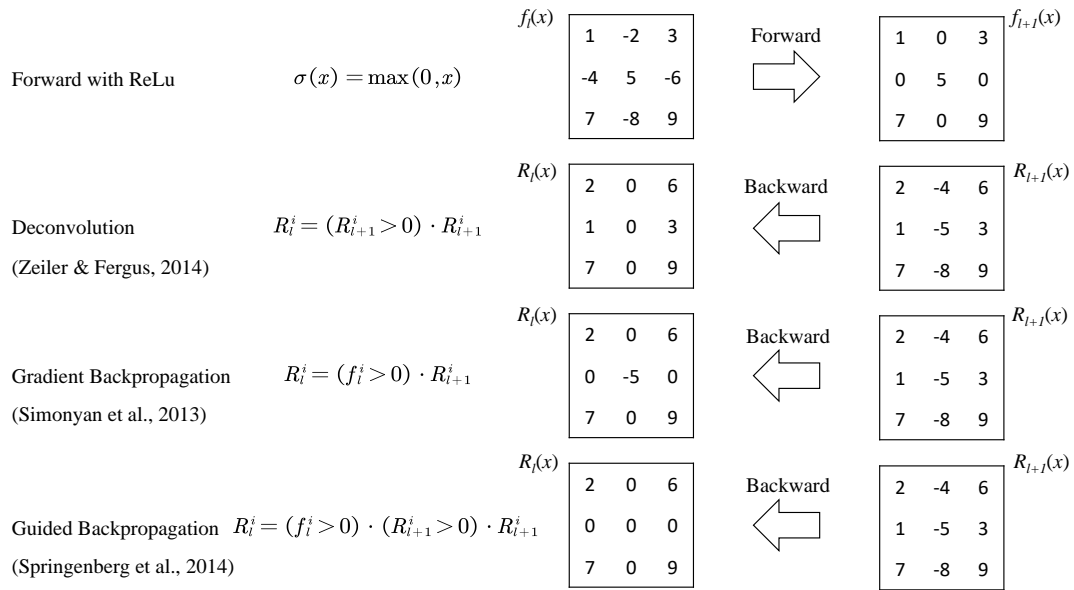 f_l(x) f_{l+1}(x)
1 -2 3 Forward 1 0 3
Forward with ReLu σ(x) = max(0,x) -4 5 -6 0 5 0
7 -8 9 7 0 9
R_l(x) R_{l+1}(x)
2 0 6 Backward 2 -4 6
Deconvolution R_l^i = (R_{l+1}^i > 0) · R_{l+1}^i 1 0 3 1 -5 3
(Zeiler & Fergus, 2014) 7 0 9 7 -8 9
R_l(x) R_{l+1}(x)
2 0 6 Backward 2 -4 6
Gradient Backpropagation R_l^i = (f_l^i > 0) · R_{l+1}^i 0 -5 0 1 -5 3
(Simonyan et al., 2013) 7 0 9 7 -8 9
R_l(x) R_{l+1}(x)
2 0 6 Backward 2 -4 6
Guided Backpropagation R_l^i = (f_l^i > 0) · (R_{l+1}^i > 0) · R_{l+1}^i 0 0 0 1 -5 3
(Springenberg et al., 2014) 7 0 9 7 -8 9